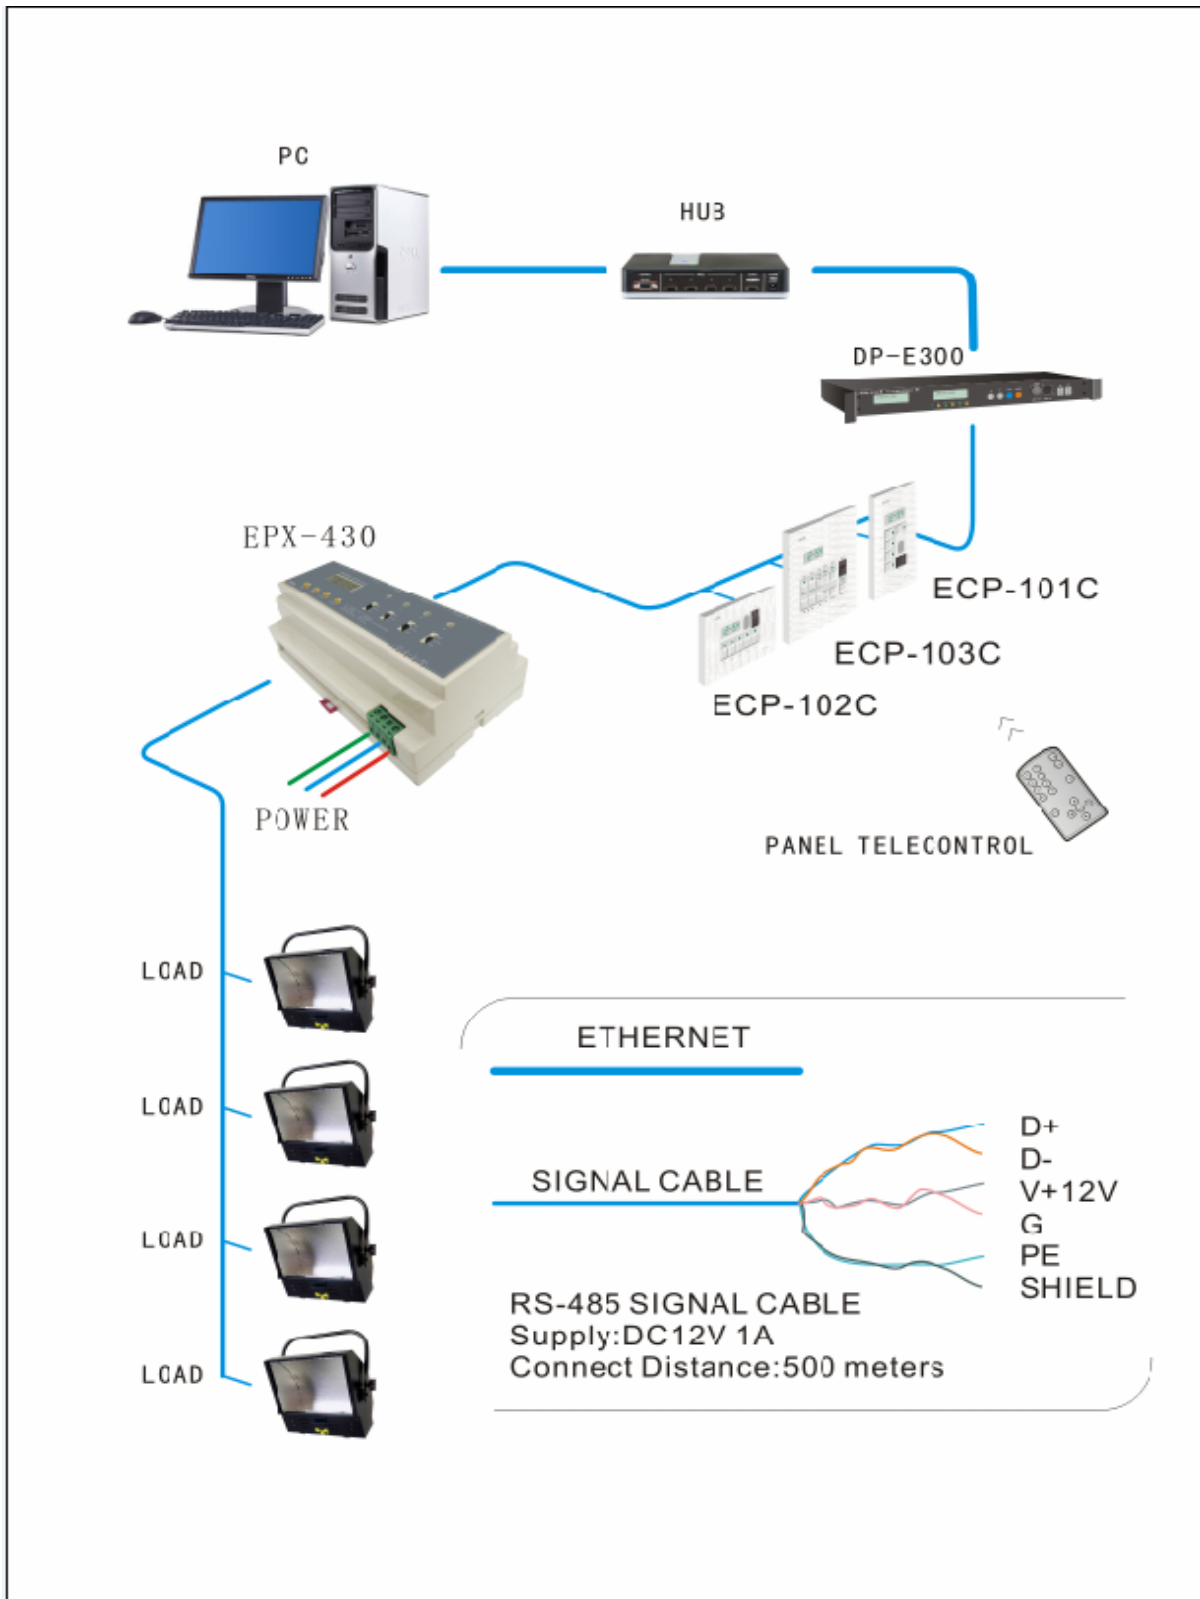 PC
HUB
DP-E300
EPX-430
ECP-101C
ECP-103C
ECP-102C
POWER
PANEL TELECONTROL
LOAD
LOAD
LOAD
LOAD
ETHERNET
SIGNAL CABLE
D+
D-
V+12V
G
PE
SHIELD
RS-485 SIGNAL CABLE
Supply:DC12V 1A
Connect Distance:500 meters